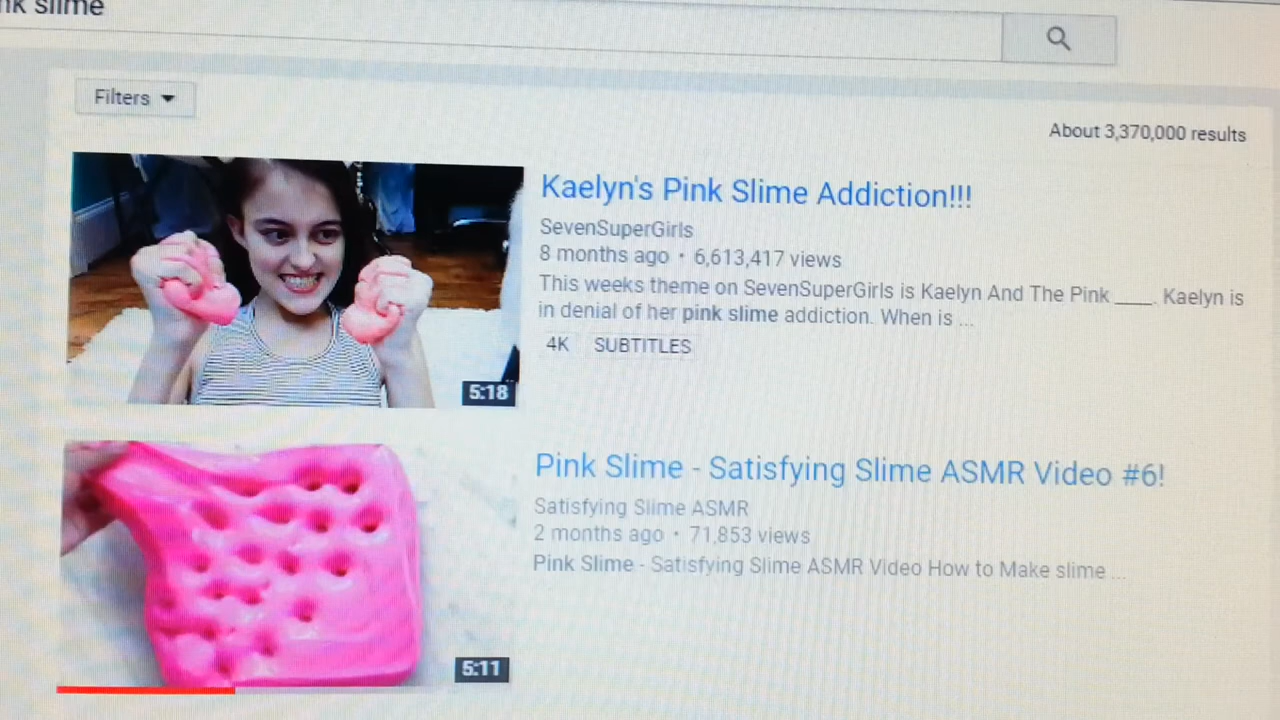 slime
Filters
About 3,370,000 results
Kaelyn's Pink Slime Addiction!!!
SevenSuperGirls
8 months ago · 6,613,417 views
This weeks theme on SevenSuperGirls is Kaelyn And The Pink ____. Kaelyn is
in denial of her pink slime addiction. When is ...
4K SUBTITLES
5:18
Pink Slime - Satisfying Slime ASMR Video #6!
Satisfying Slime ASMR
2 months ago · 71,853 views
Pink Slime - Satisfying Slime ASMR Video How to Make slime ...
5:11